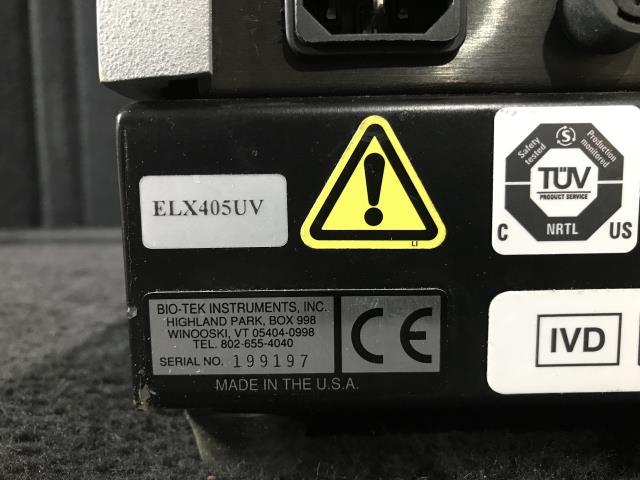 ELX405UV
!
LI
Safety tested
S
Production monitored
TÜV
PRODUCT SERVICE
C NRTL US
BIO-TEK INSTRUMENTS, INC.
HIGHLAND PARK, BOX 998
WINOOSKI, VT 05404-0998
TEL. 802-655-4040
SERIAL NO. 199197
CE
MADE IN THE U.S.A.
IVD